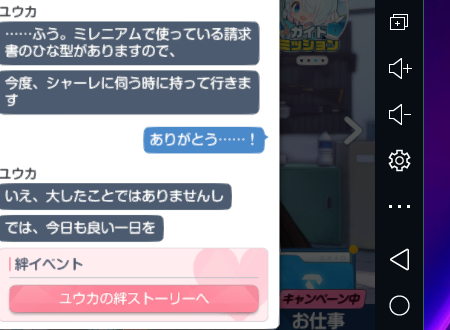 ユウカ
……ふう。ミレニアムで使っている請求
書のひな型がありますので、
今度、シャーレに伺う時に持って行きま
す
ありがとう……！
ユウカ
いえ、大したことではありませんし
では、今日も良い一日を
絆イベント
ユウカの絆ストーリーへ
ガイド
ミッション
キャンペーン中
お仕事